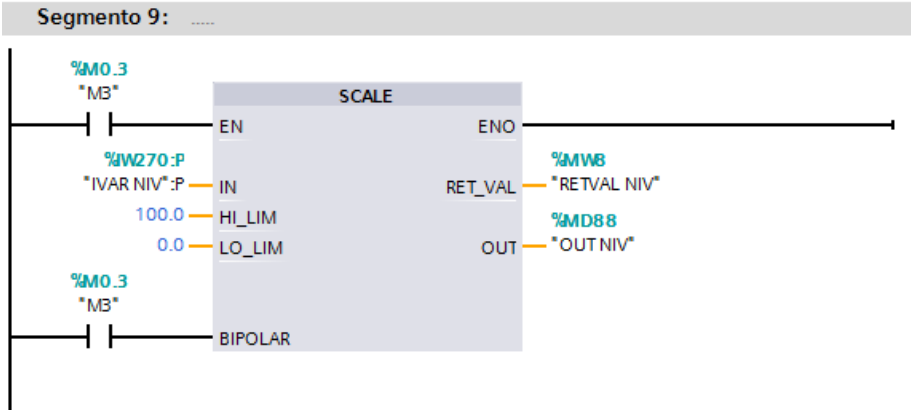 Segmento 9: .....
%M0.3
"M3"
SCALE
EN
ENO
%IW270:P
"IVAR NIV":P
IN
%MW8
RET_VAL
"RETVAL NIV"
100.0
HI_LIM
%MD88
0.0
LO_LIM
OUT
"OUT NIV"
%M0.3
"M3"
BIPOLAR